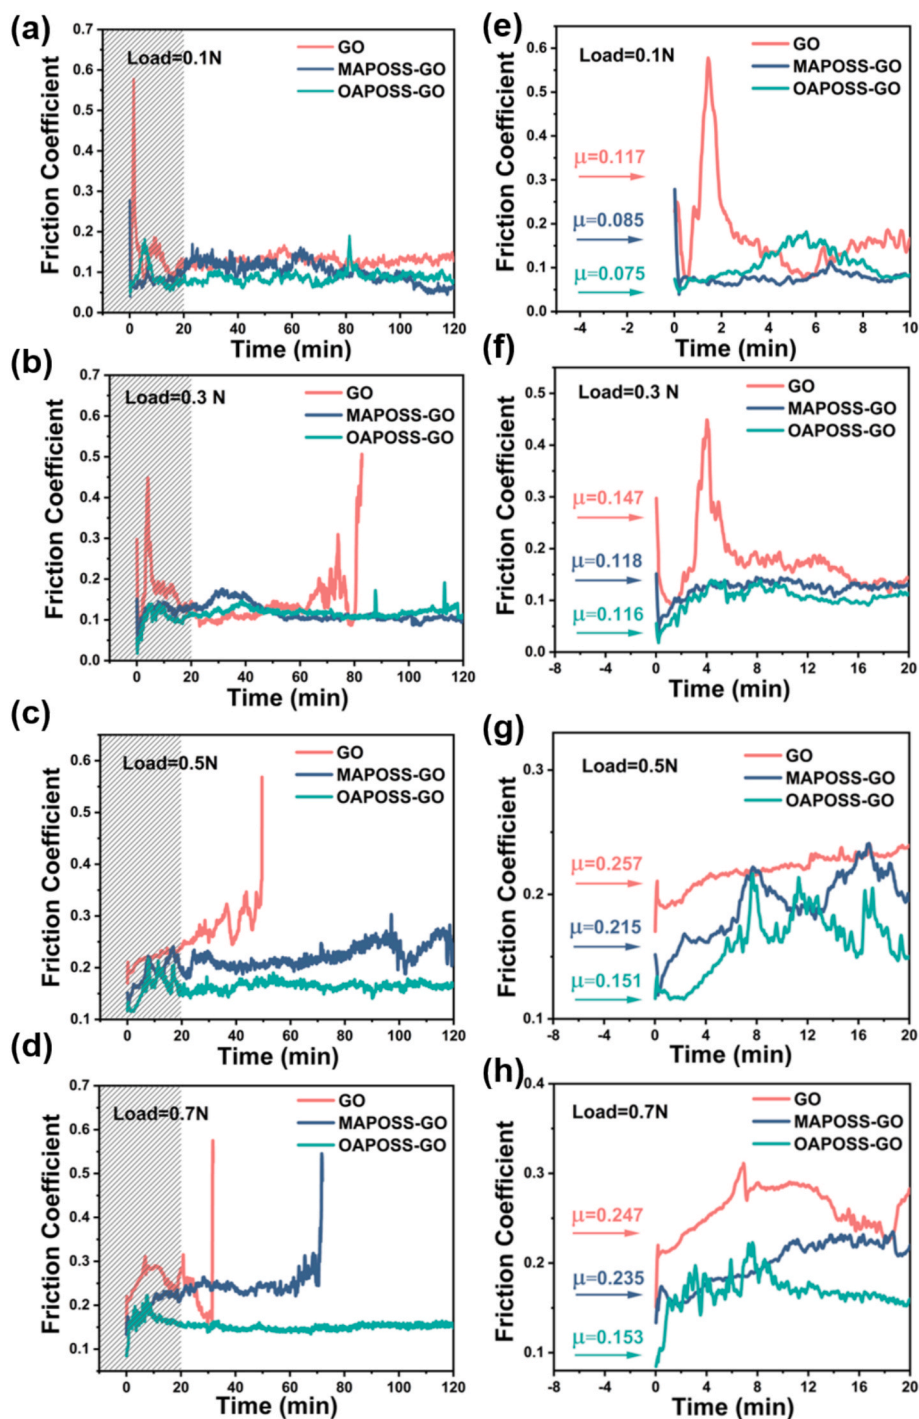 (a)
Friction Coefficient
0.7
0.6
0.5
0.4
0.3
0.2
0.1
0.0
Load=0.1N
GO
MAPOSS-GO
OAPOSS-GO
0 20 40 60 80 100 120
Time (min)
(e)
Friction Coefficient
0.6
0.5
0.4
0.3
0.2
0.1
0.0
Load=0.1N
GO
MAPOSS-GO
OAPOSS-GO
μ=0.117
μ=0.085
μ=0.075
-4 -2 0 2 4 6 8 10
Time (min)
(b)
Friction Coefficient
0.7
0.6
0.5
0.4
0.3
0.2
0.1
0.0
Load=0.3 N
GO
MAPOSS-GO
OAPOSS-GO
0 20 40 60 80 100 120
Time (min)
(f)
Friction Coefficient
0.5
0.4
0.3
0.2
0.1
0.0
Load=0.3 N
GO
MAPOSS-GO
OAPOSS-GO
μ=0.147
μ=0.118
μ=0.116
-8 -4 0 4 8 12 16 20
Time (min)
(c)
Friction Coefficient
0.6
0.5
0.4
0.3
0.2
0.1
Load=0.5N
GO
MAPOSS-GO
OAPOSS-GO
0 20 40 60 80 100 120
Time (min)
(g)
Friction Coefficient
0.3
0.2
0.1
Load=0.5N
GO
MAPOSS-GO
OAPOSS-GO
μ=0.257
μ=0.215
μ=0.151
-8 -4 0 4 8 12 16 20
Time (min)
(d)
Friction Coefficient
0.7
0.6
0.5
0.4
0.3
0.2
0.1
Load=0.7N
GO
MAPOSS-GO
OAPOSS-GO
0 20 40 60 80 100 120
Time (min)
(h)
Friction Coefficient
0.4
0.3
0.2
0.1
Load=0.7N
GO
MAPOSS-GO
OAPOSS-GO
μ=0.247
μ=0.235
μ=0.153
-8 -4 0 4 8 12 16 20
Time (min)